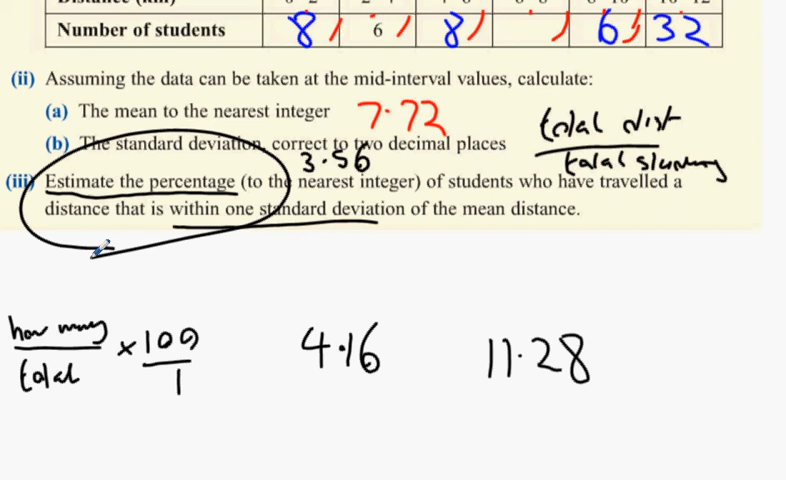 Number of students 8 6 8 6 32
(ii) Assuming the data can be taken at the mid-interval values, calculate:
(a) The mean to the nearest integer 7.72
(b) The standard deviation, correct to two decimal places
3.56
total dist
total students
(iii) Estimate the percentage (to the nearest integer) of students who have travelled a
distance that is within one standard deviation of the mean distance.
how many
total
× 100
1
4.16
11.28